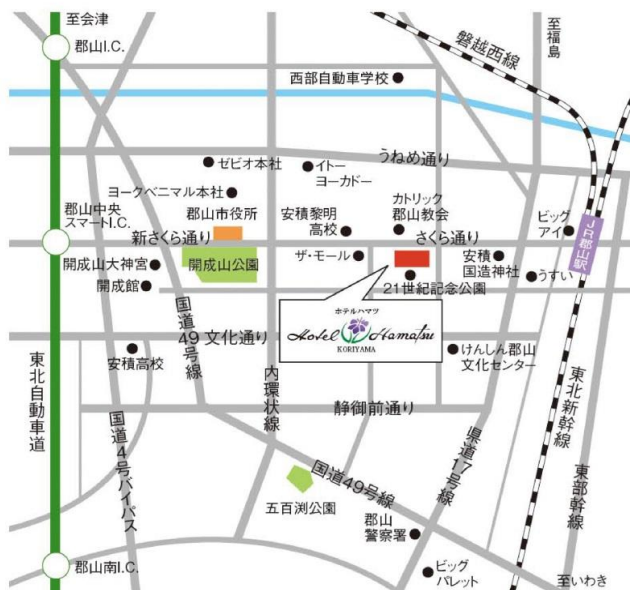 至会津
郡山I.C.
磐越西線
至福島
西部自動車学校
うねめ通り
ゼビオ本社
イトー
ヨーカドー
ヨークベニマル本社
郡山市役所
安積黎明
高校
カトリック
郡山教会
ビッグ
アイ
JR郡山駅
郡山中央
スマートI.C.
新さくら通り
さくら通り
開成山大神宮
開成山公園
ザ・モール
安積
国造神社
うすい
開成館
21世紀記念公園
国道49号線
文化通り
ホテルハマツ
Hotel Hamatsu
KORIYAMA
けんしん郡山
文化センター
安積高校
東北自動車道
内環状線
静御前通り
東北新幹線
国道4号バイパス
国道49号線
県道17号線
東部幹線
五百渕公園
郡山
警察署
郡山南I.C.
ビッグ
パレット
至いわき